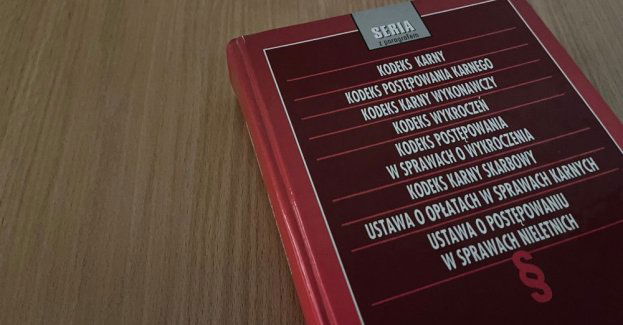 SERIA
z paragrafem
KODEKS KARNY
KODEKS POSTĘPOWANIA KARNEGO
KODEKS KARNY WYKONAWCZY
KODEKS WYKROCZEŃ
KODEKS POSTĘPOWANIA
W SPRAWACH O WYKROCZENIA
KODEKS KARNY SKARBOWY
USTAWA O OPŁATACH W SPRAWACH KARNYCH
USTAWA O POSTĘPOWANIU
W SPRAWACH NIELETNICH
§